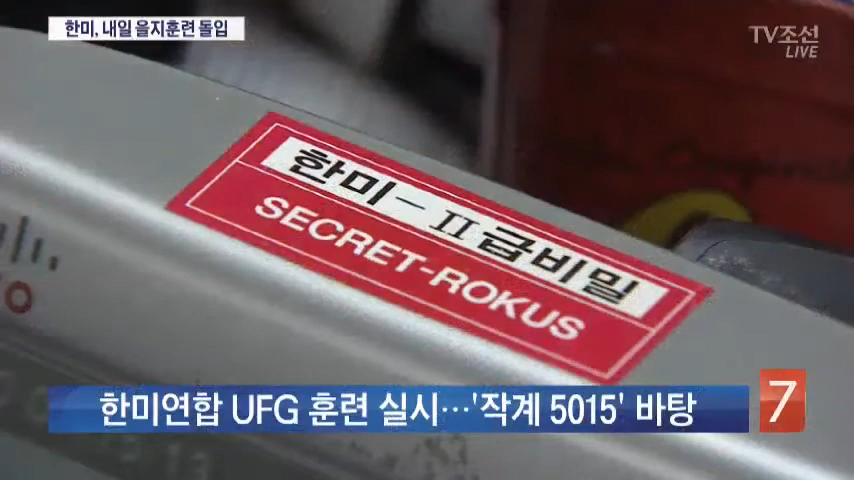 한미, 내일 을지훈련 돌입
TV조선
LIVE
한미-Ⅱ급비밀
SECRET-ROKUS
한미연합 UFG 훈련 실시…'작계 5015' 바탕
7